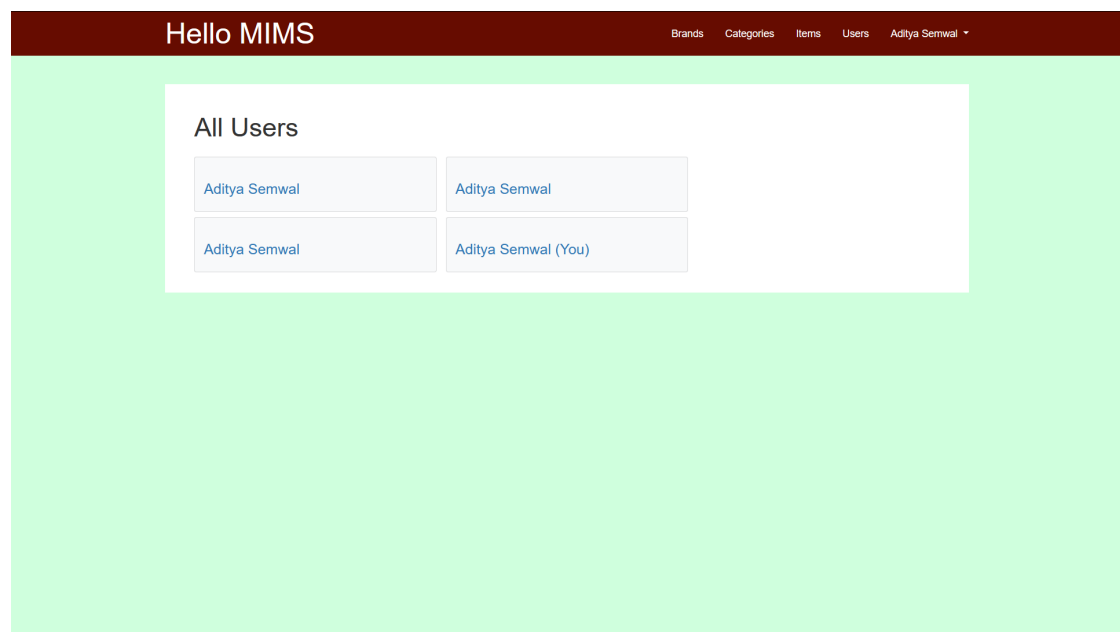 Hello MIMS
Brands Categories Items Users Aditya Semwal
All Users
Aditya Semwal Aditya Semwal
Aditya Semwal Aditya Semwal (You)